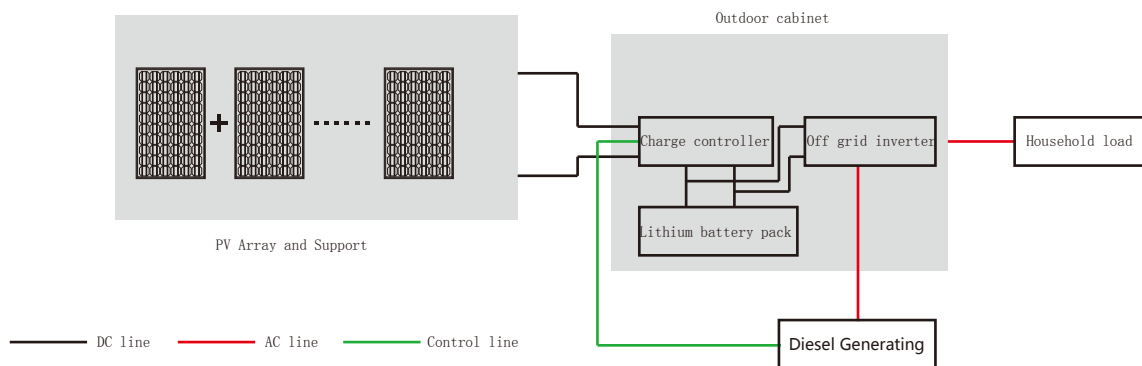 Outdoor cabinet
Charge controller
Off grid inverter
Household load
Lithium battery pack
PV Array and Support
DC line
AC line
Control line
Diesel Generating